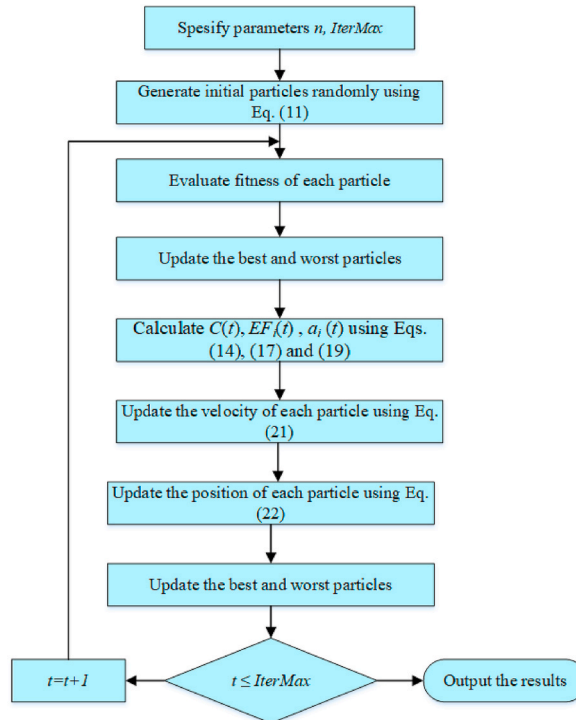 Spesify parameters n, IterMax
Generate initial particles randomly using
Eq. (11)
Evaluate fitness of each particle
Update the best and worst particles
Calculate C(t), EF_i(t) , a_i (t) using Eqs.
(14), (17) and (19)
Update the velocity of each particle using Eq.
(21)
Update the position of each particle using Eq.
(22)
Update the best and worst particles
t=t+1
t ≤ IterMax
Output the results